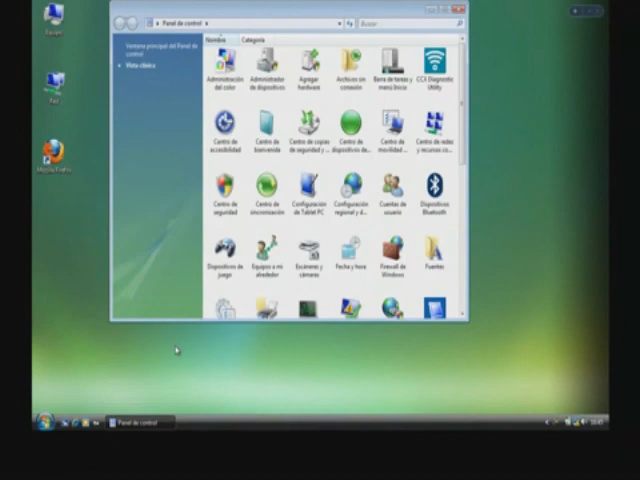 Equipo
Panel de control
Buscar
Nombre
Categoría
Ventana principal del Panel de
control
Vista clásica
Administración
del color
Administrador
de dispositivos
Agregar
hardware
Archivos sin
conexión
Barra de tareas y
menú Inicio
CCX Diagnostic
Utility
Red
Centro de
accesibilidad
Centro de
bienvenida
Centro de copias
de seguridad y ...
Centro de
dispositivos de...
Centro de
movilidad ...
Centro de redes
y recursos co...
Mozilla Firefox
Centro de
seguridad
Centro de
sincronización
Configuración
de Tablet PC
Configuración
regional y d...
Cuentas de
usuario
Dispositivos
Bluetooth
Dispositivos de
juego
Equipos a mi
alrededor
Escáneres y
cámaras
Fecha y hora
Firewall de
Windows
Fuentes
Panel de control